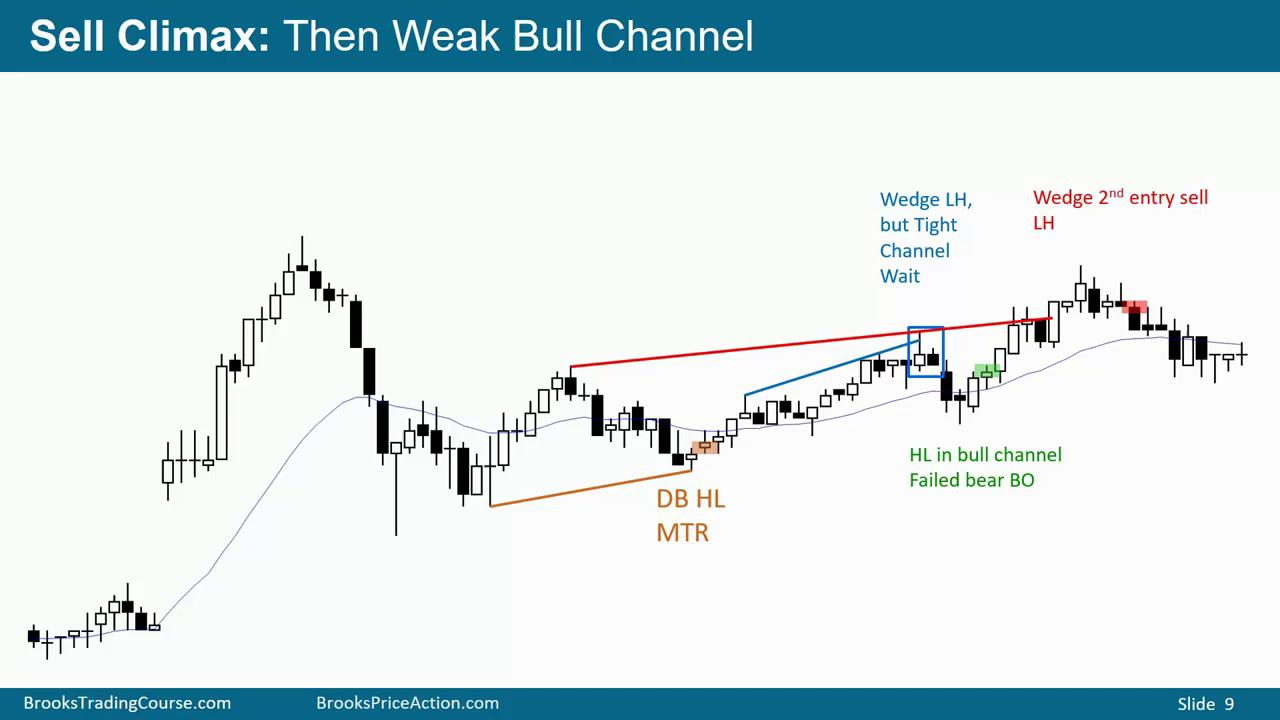 Sell Climax: Then Weak Bull Channel
Wedge LH,
but Tight
Channel
Wait
Wedge 2nd entry sell
LH
HL in bull channel
Failed bear BO
DB HL
MTR
BrooksTradingCourse.com
BrooksPriceAction.com
Slide 9